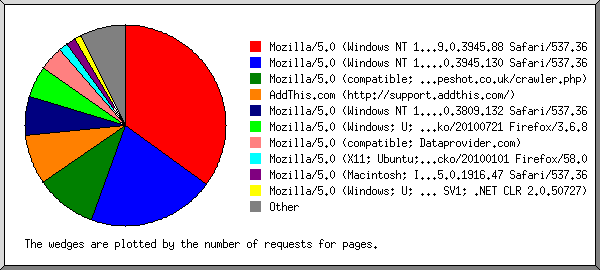 Mozilla/5.0 (Windows NT 1...9.0.3945.88 Safari/537.36
Mozilla/5.0 (Windows NT 1....0.3945.130 Safari/537.36
Mozilla/5.0 (compatible; ...peshot.co.uk/crawler.php)
AddThis.com (http://support.addthis.com/)
Mozilla/5.0 (Windows NT 1....0.3809.132 Safari/537.36
Mozilla/5.0 (Windows; U; ...ko/20100721 Firefox/3.6.8
Mozilla/5.0 (compatible; Dataprovider.com)
Mozilla/5.0 (X11; Ubuntu;...cko/20100101 Firefox/58.0
Mozilla/5.0 (Macintosh; I...5.0.1916.47 Safari/537.36
Mozilla/5.0 (Windows; U; ... SV1; .NET CLR 2.0.50727)
Other
The wedges are plotted by the number of requests for pages.